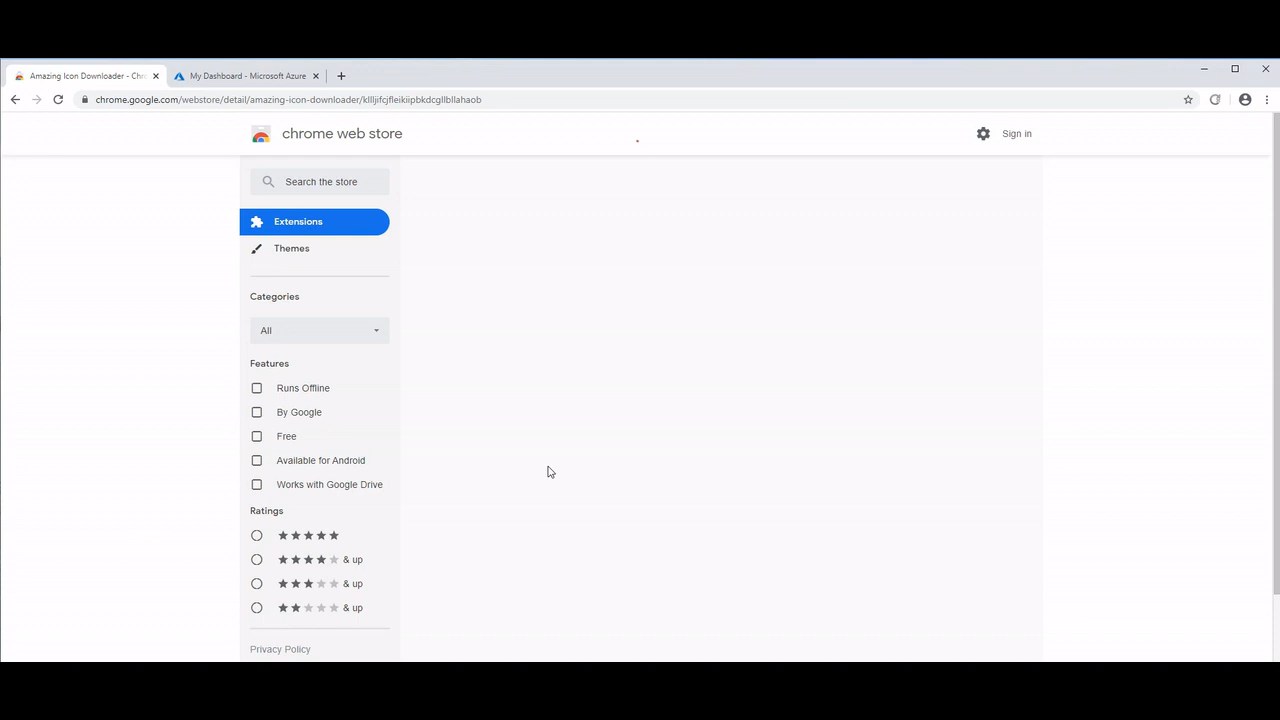 Amazing Icon Downloader - Chro
My Dashboard - Microsoft Azure
chrome.google.com/webstore/detail/amazing-icon-downloader/kllljifcjfleikiipbkdcgllbllahaob
chrome web store
Sign in
Search the store
Extensions
Themes
Categories
All
Features
Runs Offline
By Google
Free
Available for Android
Works with Google Drive
Ratings
& up
& up
& up
Privacy Policy